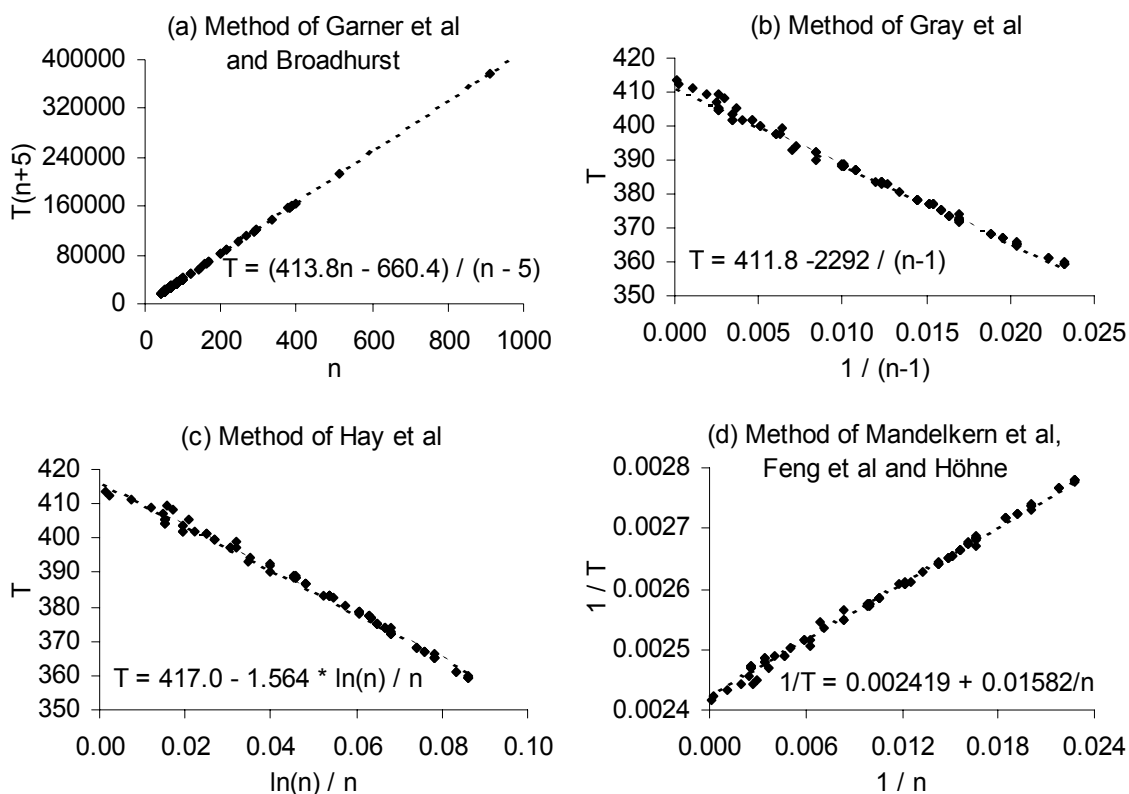 (a) Method of Garner et al
and Broadhurst
T(n+5)
400000
320000
240000
160000
80000
0
T = (413.8n - 660.4) / (n - 5)
0 200 400 600 800 1000
n
(b) Method of Gray et al
T
420
410
400
390
380
370
360
350
T = 411.8 -2292 / (n-1)
0.000 0.005 0.010 0.015 0.020 0.025
1 / (n-1)
(c) Method of Hay et al
T
420
410
400
390
380
370
360
350
T = 417.0 - 1.564 * ln(n) / n
0.00 0.02 0.04 0.06 0.08 0.10
ln(n) / n
(d) Method of Mandelkern et al,
Feng et al and Höhne
1 / T
0.0028
0.0027
0.0026
0.0025
0.0024
1/T = 0.002419 + 0.01582/n
0.000 0.006 0.012 0.018 0.024
1 / n